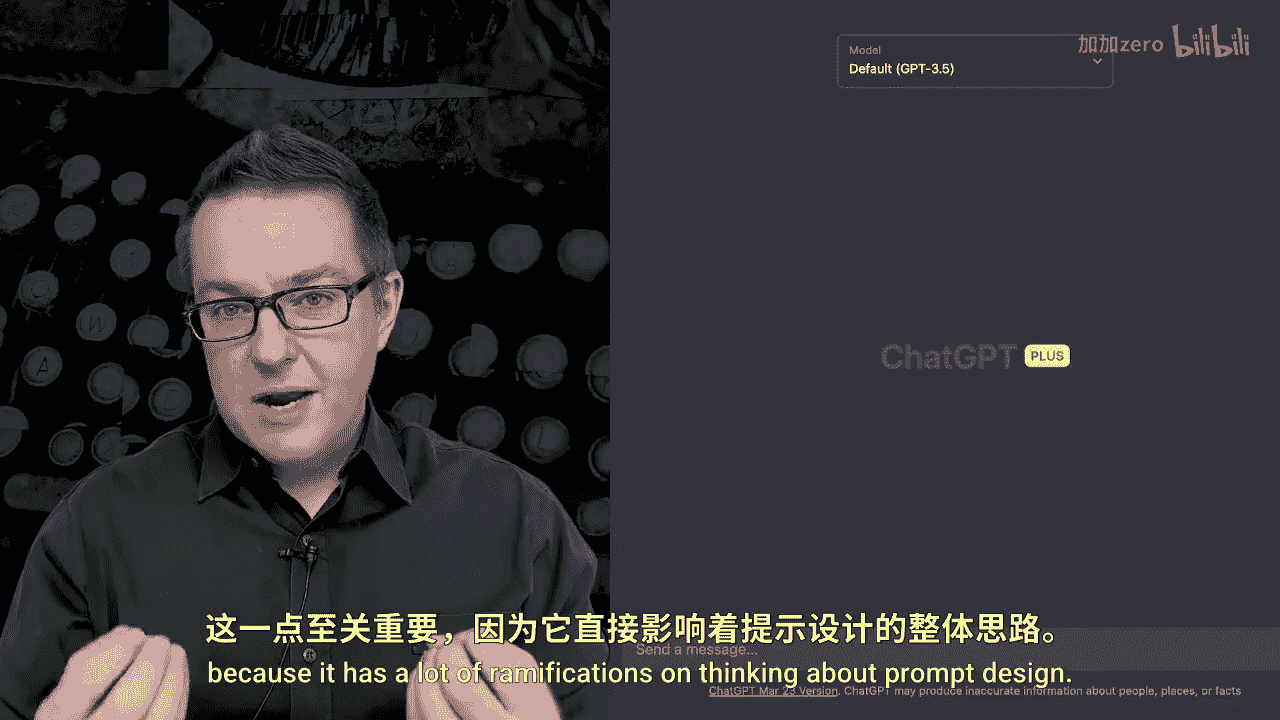 加加zero bilibili
Model
Default (GPT-3.5)
ChatGPT PLUS
这一点至关重要，因为它直接影响着提示设计的整体思路。
Send a message...
because it has a lot of ramifications on thinking about prompt design.
ChatGPT Mar 23 Version. ChatGPT may produce inaccurate information about people, places, or facts